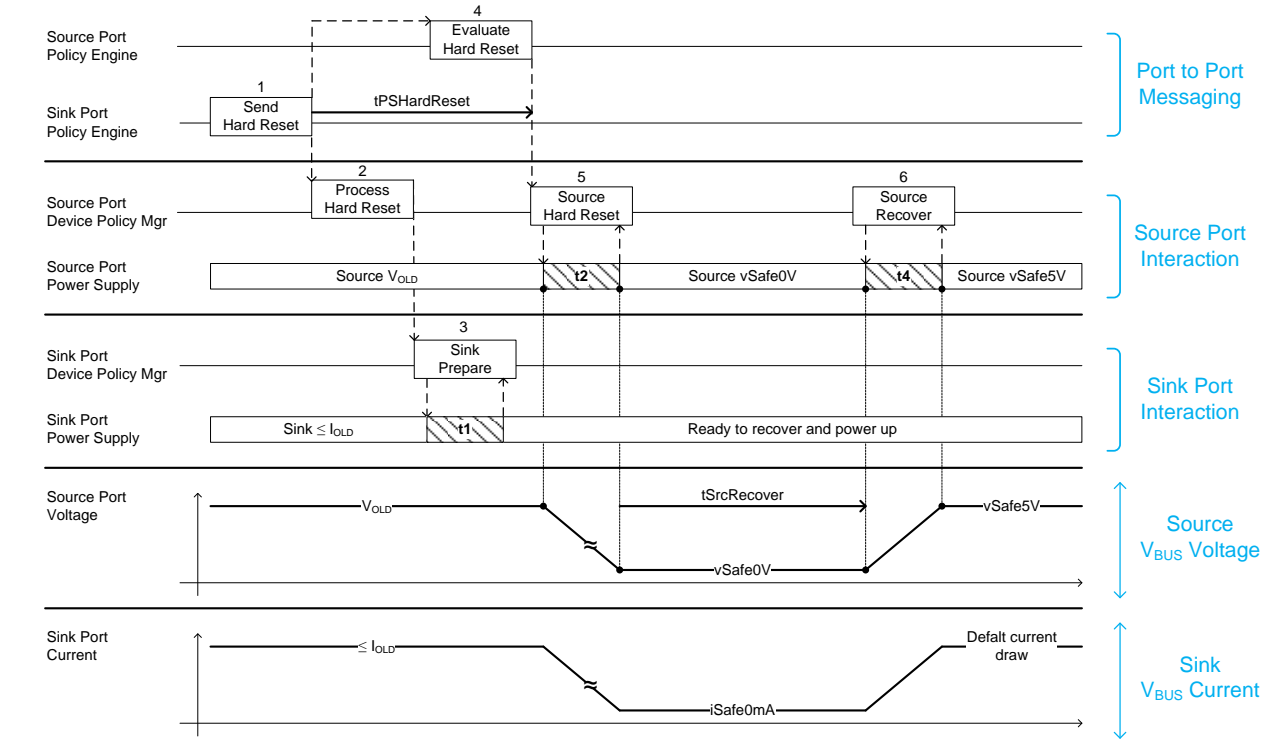 4
Source Port
Policy Engine
Evaluate
Hard Reset
Port to Port
Messaging
1
tPSHardReset
Sink Port
Policy Engine
Send
Hard Reset
2
5
6
Source Port
Device Policy Mgr
Process
Hard Reset
Source
Hard Reset
Source
Recover
Source Port
Interaction
Source Port
Power Supply
Source VOLD
t2
Source vSafe0V
t4
Source vSafe5V
3
Sink Port
Device Policy Mgr
Sink
Prepare
Sink Port
Interaction
Sink Port
Power Supply
Sink ≤ IOLD
t1
Ready to recover and power up
Source Port
Voltage
VOLD
tSrcRecover
vSafe5V
≈
vSafe0V
Source
VBUS Voltage
Sink Port
Current
≤ IOLD
Defalt current
draw
≈
iSafe0mA
Sink
VBUS Current